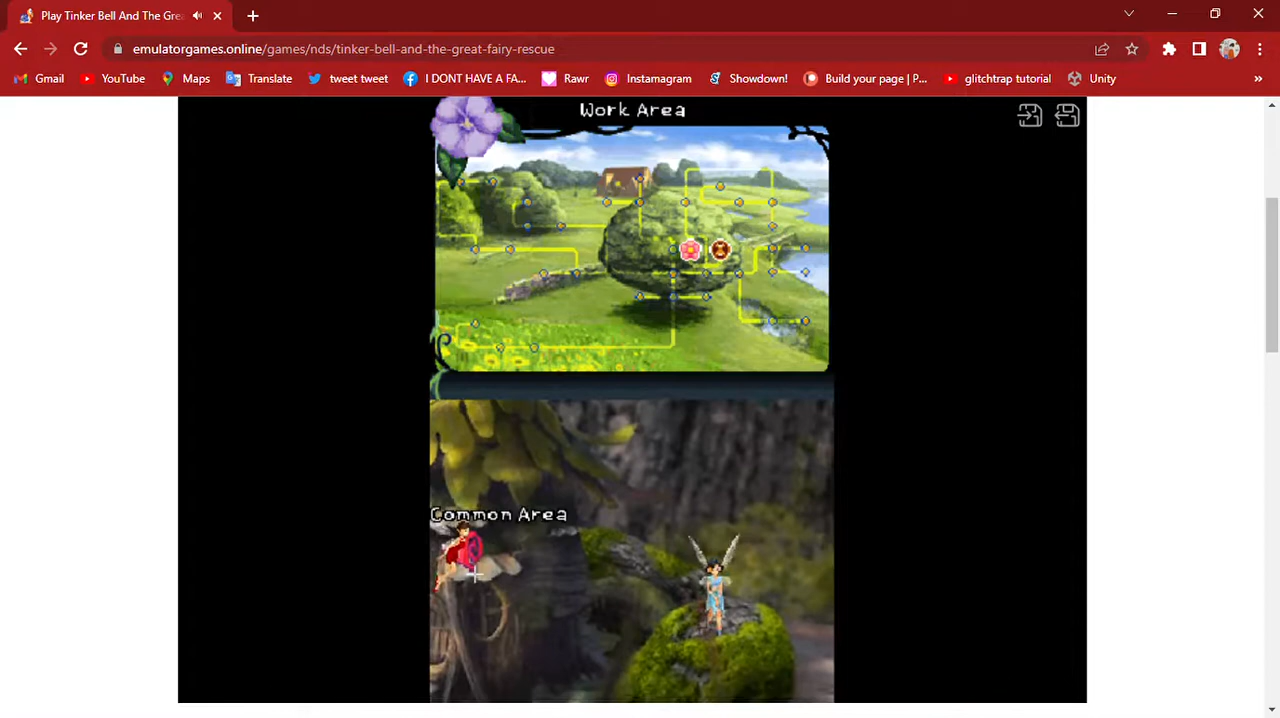 Play Tinker Bell And The Grea
emulatorgames.online/games/nds/tinker-bell-and-the-great-fairy-rescue
Gmail YouTube Maps Translate tweet tweet I DONT HAVE A FA... Rawr Instamagram Showdown! Build your page | P... glitchtrap tutorial Unity »
Work Area
Common Area